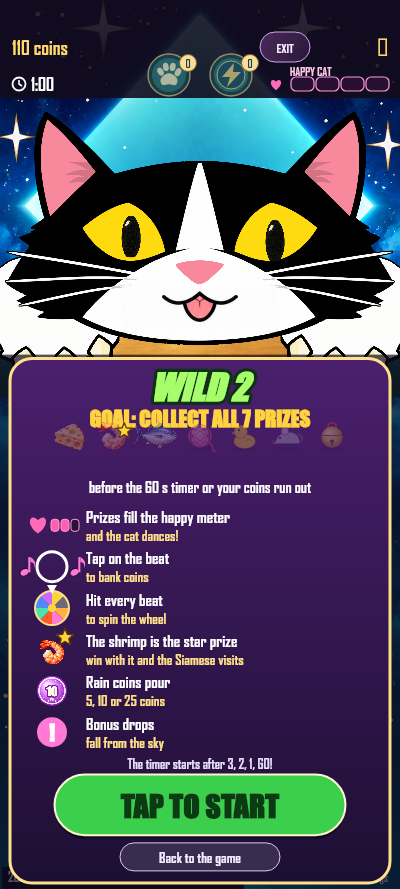 110 coins
EXIT
0
0
HAPPY CAT
1:00
WILD 2
GOAL: COLLECT ALL 7 PRIZES
before the 60 s timer or your coins run out
Prizes fill the happy meter
and the cat dances!
Tap on the beat
to bank coins
Hit every beat
to spin the wheel
The shrimp is the star prize
win with it and the Siamese visits
10
Rain coins pour
5, 10 or 25 coins
!
Bonus drops
fall from the sky
The timer starts after 3, 2, 1, GO!
TAP TO START
Back to the game